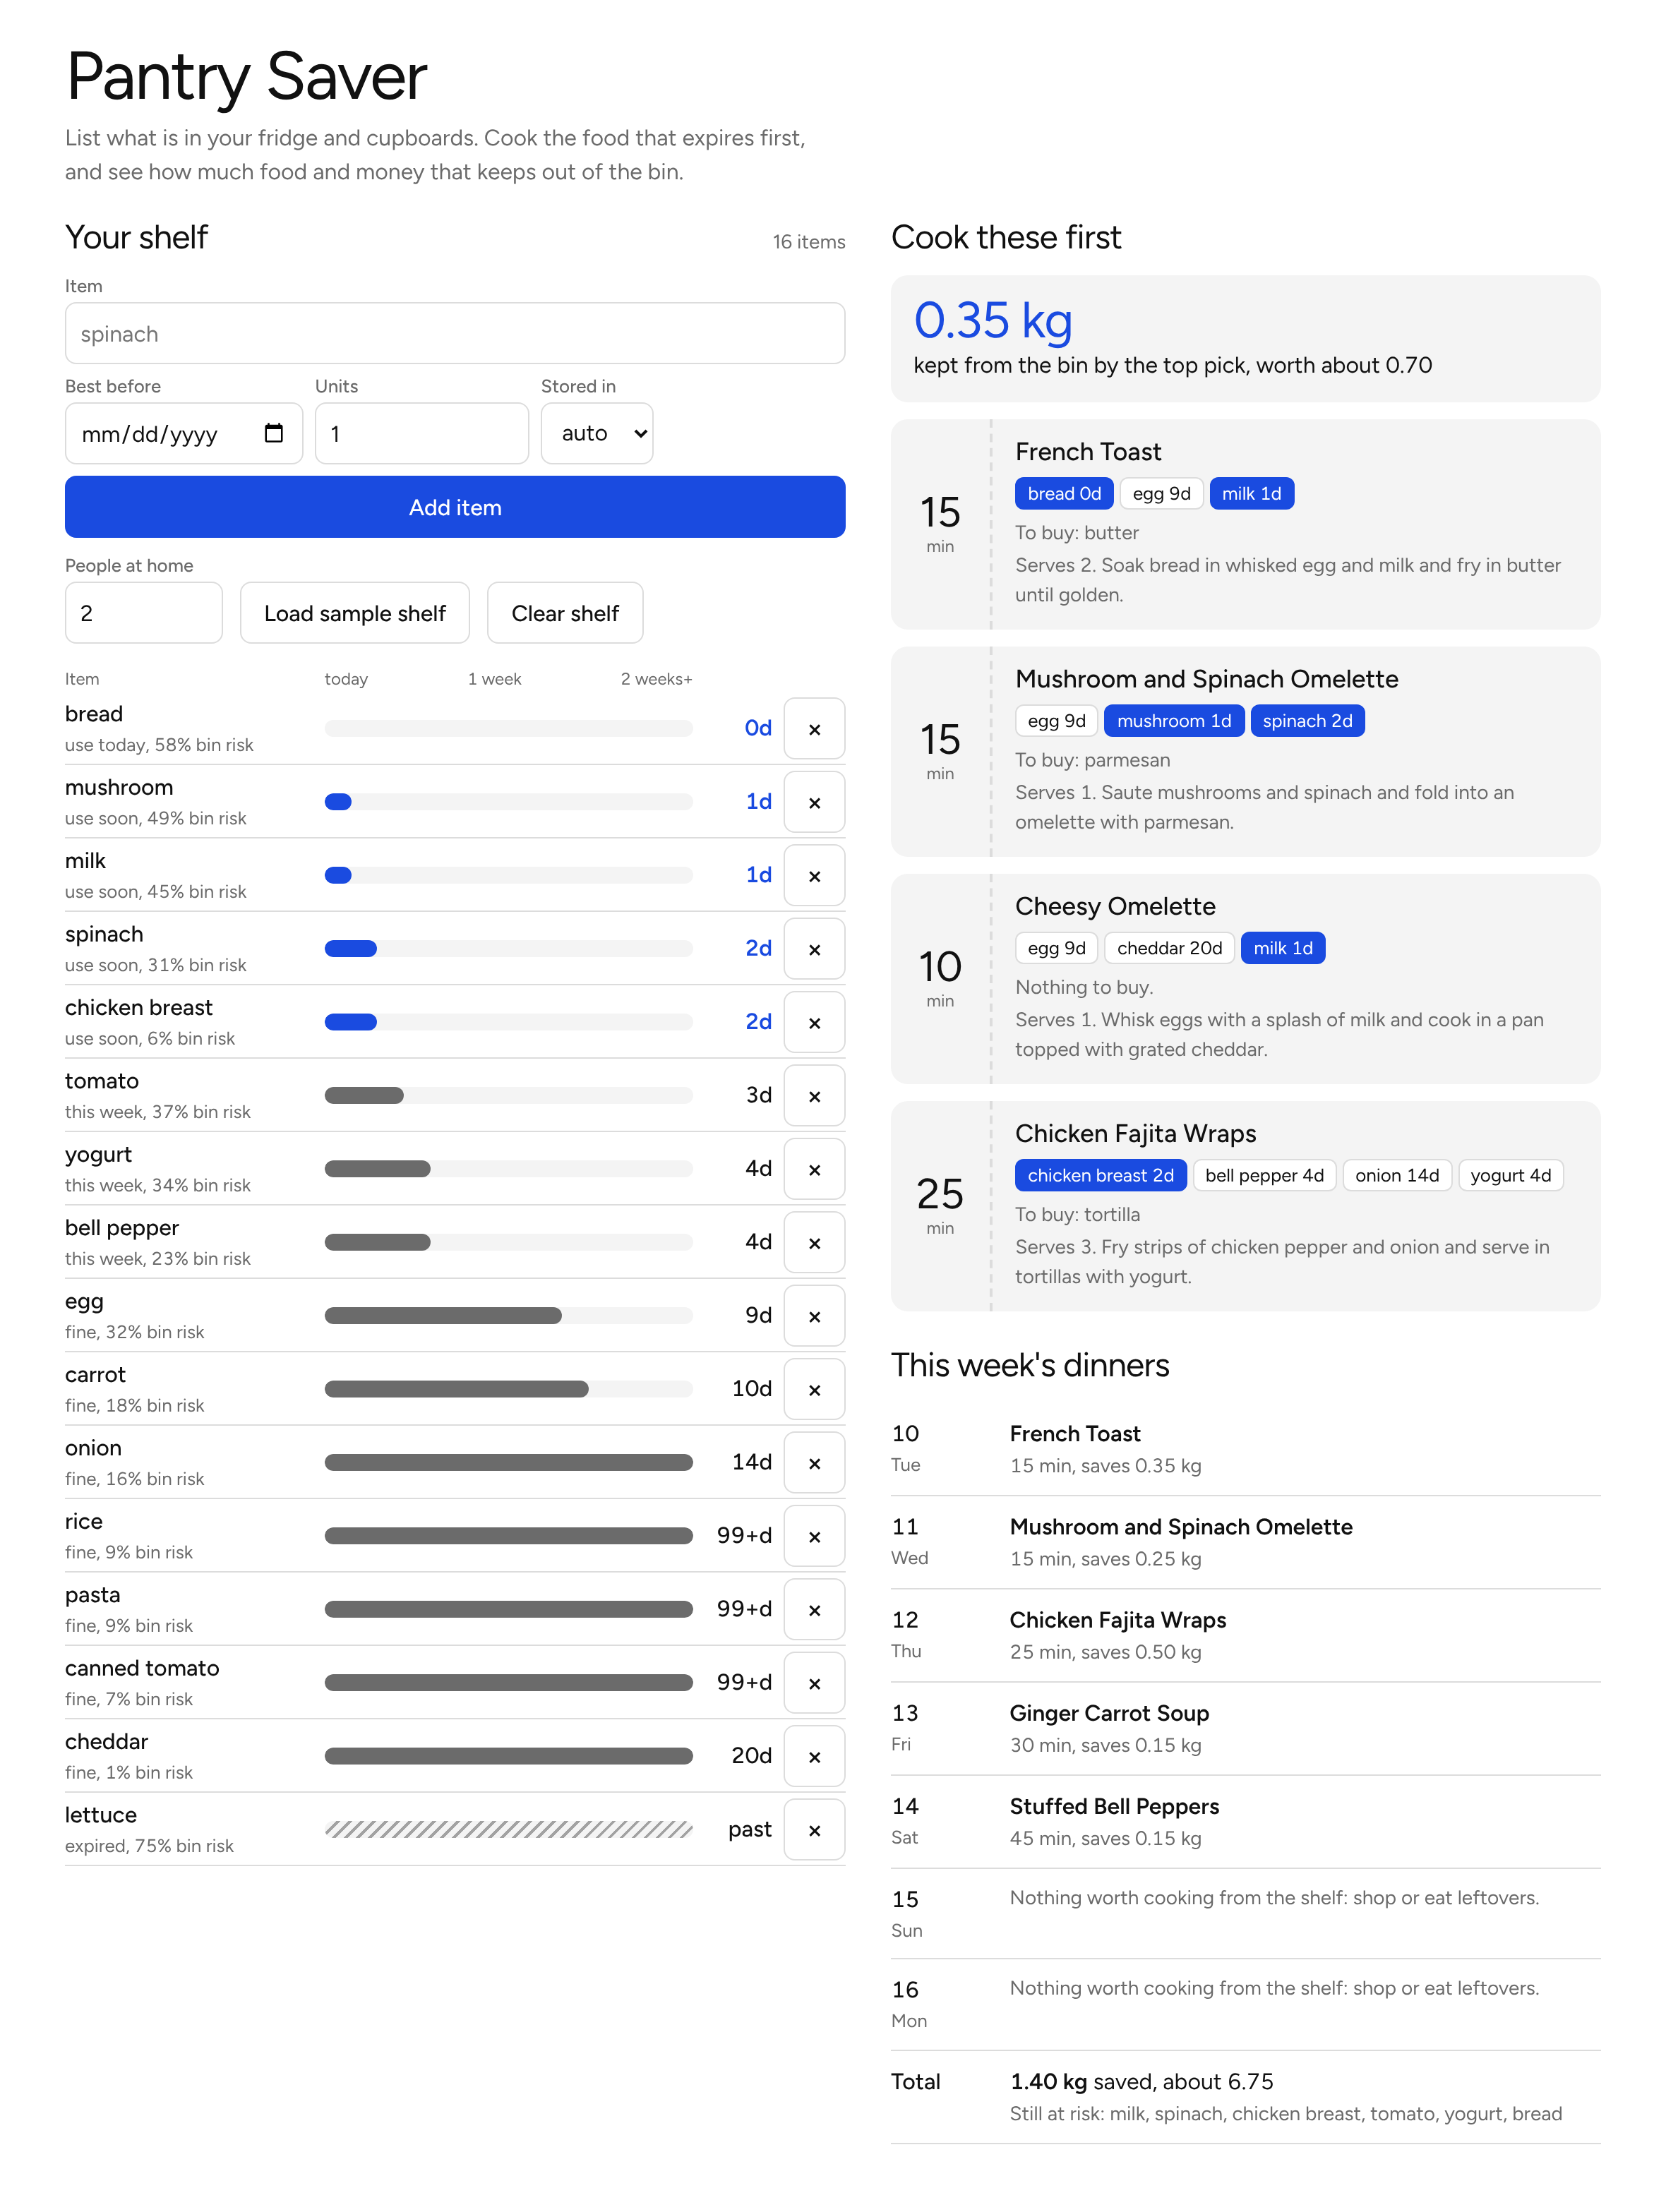 Pantry Saver
List what is in your fridge and cupboards. Cook the food that expires first,
and see how much food and money that keeps out of the bin.
Your shelf
16 items
Item
spinach
Best before
Units
Stored in
mm/dd/yyyy
1
auto
Add item
People at home
2
Load sample shelf
Clear shelf
Item
today
1 week
2 weeks+
bread
use today, 58% bin risk
0d
×
mushroom
use soon, 49% bin risk
1d
×
milk
use soon, 45% bin risk
1d
×
spinach
use soon, 31% bin risk
2d
×
chicken breast
use soon, 6% bin risk
2d
×
tomato
this week, 37% bin risk
3d
×
yogurt
this week, 34% bin risk
4d
×
bell pepper
this week, 23% bin risk
4d
×
egg
fine, 32% bin risk
9d
×
carrot
fine, 18% bin risk
10d
×
onion
fine, 16% bin risk
14d
×
rice
fine, 9% bin risk
99+d
×
pasta
fine, 9% bin risk
99+d
×
canned tomato
fine, 7% bin risk
99+d
×
cheddar
fine, 1% bin risk
20d
×
lettuce
expired, 75% bin risk
past
×
Cook these first
0.35 kg
kept from the bin by the top pick, worth about 0.70
15
min
French Toast
bread 0d
egg 9d
milk 1d
To buy: butter
Serves 2. Soak bread in whisked egg and milk and fry in butter
until golden.
15
min
Mushroom and Spinach Omelette
egg 9d
mushroom 1d
spinach 2d
To buy: parmesan
Serves 1. Saute mushrooms and spinach and fold into an
omelette with parmesan.
10
min
Cheesy Omelette
egg 9d
cheddar 20d
milk 1d
Nothing to buy.
Serves 1. Whisk eggs with a splash of milk and cook in a pan
topped with grated cheddar.
25
min
Chicken Fajita Wraps
chicken breast 2d
bell pepper 4d
onion 14d
yogurt 4d
To buy: tortilla
Serves 3. Fry strips of chicken pepper and onion and serve in
tortillas with yogurt.
This week's dinners
10
Tue
French Toast
15 min, saves 0.35 kg
11
Wed
Mushroom and Spinach Omelette
15 min, saves 0.25 kg
12
Thu
Chicken Fajita Wraps
25 min, saves 0.50 kg
13
Fri
Ginger Carrot Soup
30 min, saves 0.15 kg
14
Sat
Stuffed Bell Peppers
45 min, saves 0.15 kg
15
Sun
Nothing worth cooking from the shelf: shop or eat leftovers.
16
Mon
Nothing worth cooking from the shelf: shop or eat leftovers.
Total
1.40 kg saved, about 6.75
Still at risk: milk, spinach, chicken breast, tomato, yogurt, bread